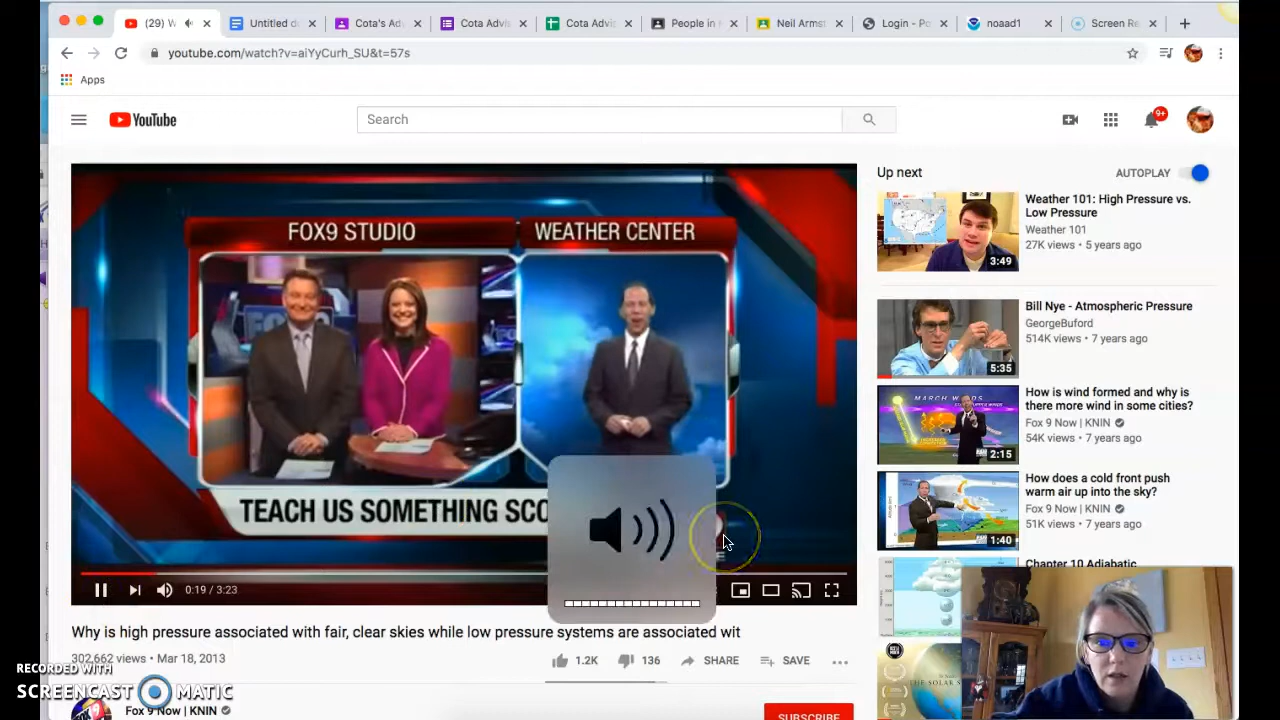 (29) W
Untitled d
Cota's Ad
Cota Advis
Cota Advis
People in
Neil Armst
Login - Po
noaad1
Screen Re
youtube.com/watch?v=aiYyCurh_SU&t=57s
Apps
YouTube
Search
9+
FOX9 STUDIO
WEATHER CENTER
TEACH US SOMETHING SCO
0:19 / 3:23
Why is high pressure associated with fair, clear skies while low pressure systems are associated wit
302,662 views • Mar 18, 2013
1.2K
136
SHARE
SAVE
Fox 9 Now | KNIN
SUBSCRIBE
Up next
AUTOPLAY
Weather 101: High Pressure vs.
Low Pressure
Weather 101
27K views • 5 years ago
3:49
Bill Nye - Atmospheric Pressure
GeorgeBuford
514K views • 7 years ago
5:35
MARCH WINDS
How is wind formed and why is
there more wind in some cities?
Fox 9 Now | KNIN
54K views • 7 years ago
2:15
How does a cold front push
warm air up into the sky?
Fox 9 Now | KNIN
51K views • 7 years ago
1:40
Chapter 10 Adiabatic
THE SOLAR S
RECORDED WITH
SCREENCAST MATIC